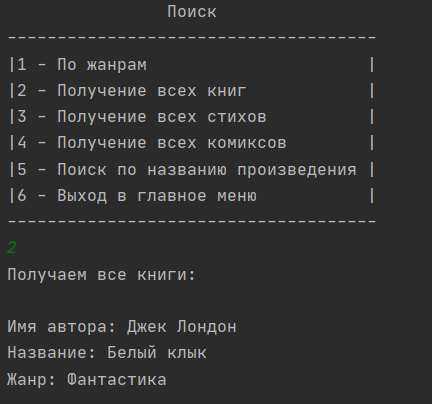 Поиск
-------------------------------------
|1 - По жанрам                      |
|2 - Получение всех книг            |
|3 - Получение всех стихов          |
|4 - Получение всех комиксов        |
|5 - Поиск по названию произведения |
|6 - Выход в главное меню           |
-------------------------------------
2
Получаем все книги:
Имя автора: Джек Лондон
Название: Белый клык
Жанр: Фантастика